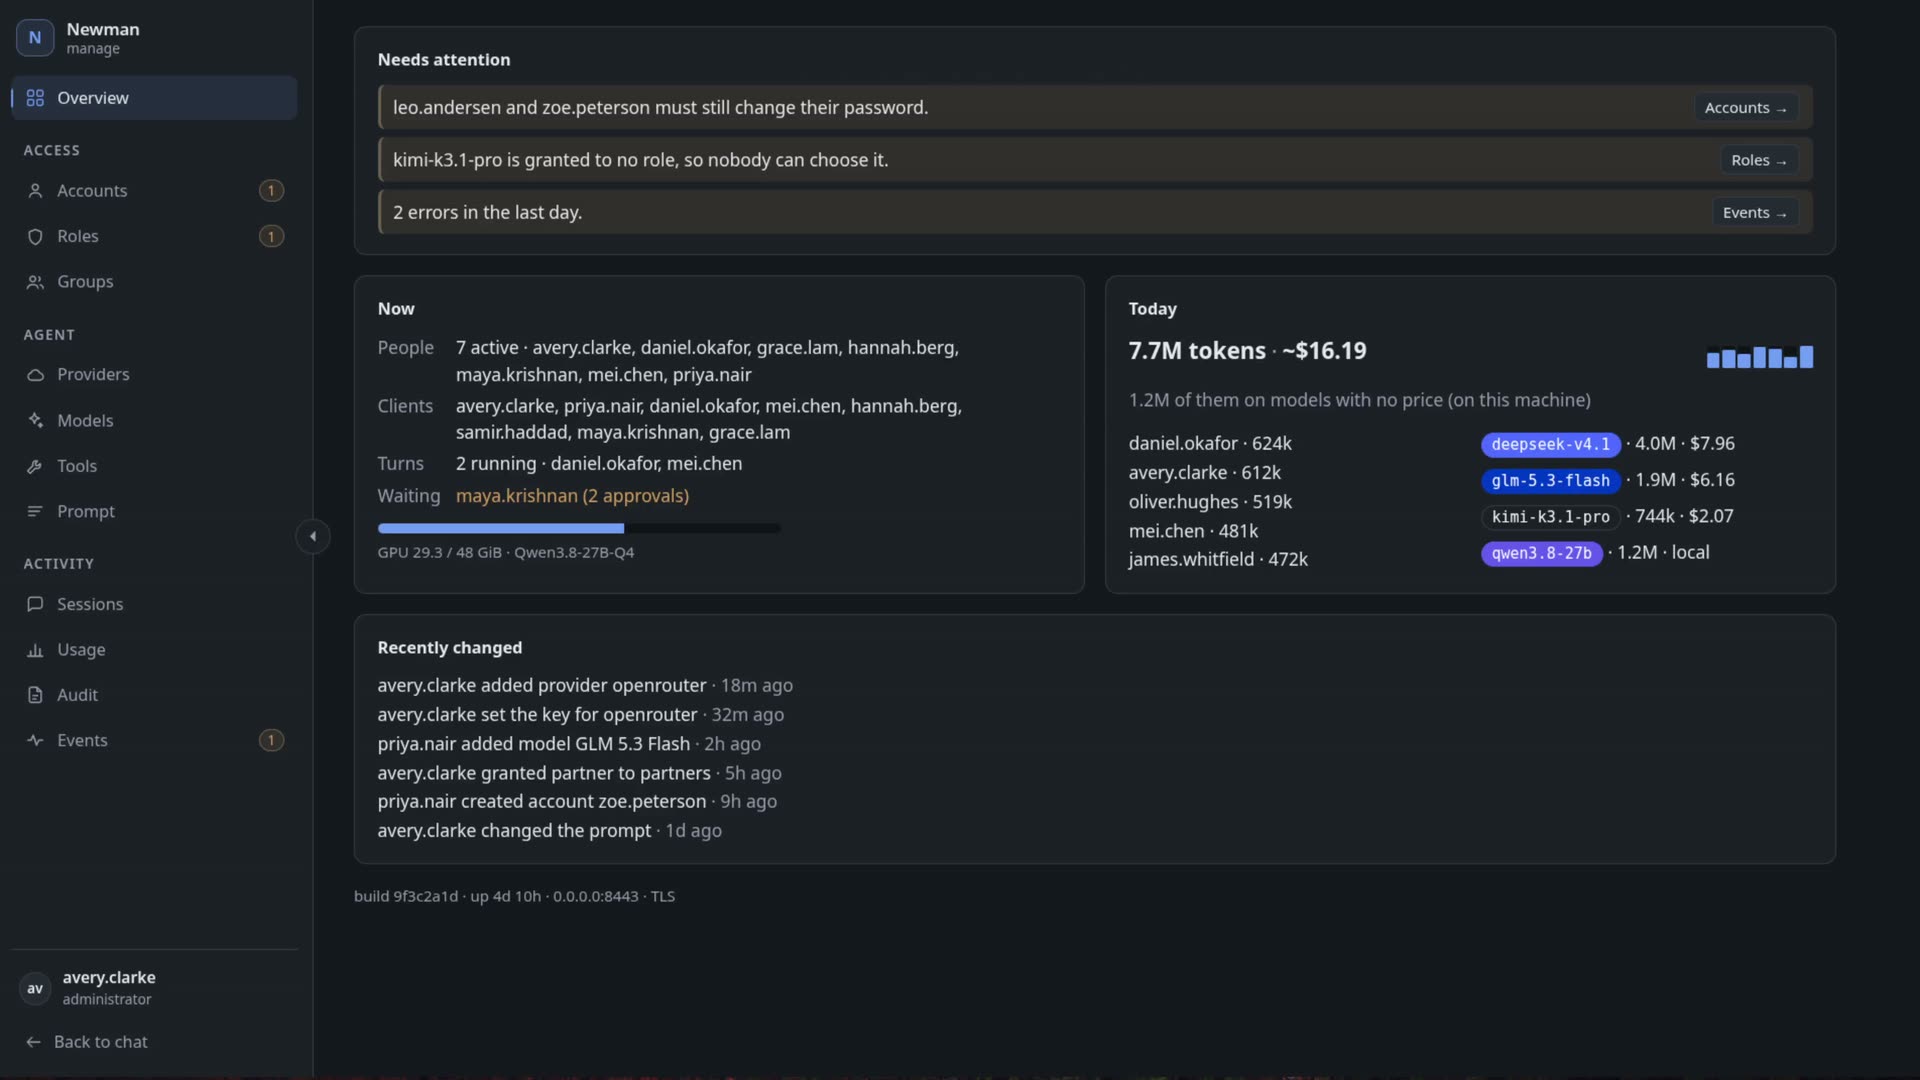 N
Newman
manage
Overview
ACCESS
Accounts 1
Roles 1
Groups
AGENT
Providers
Models
Tools
Prompt
ACTIVITY
Sessions
Usage
Audit
Events 1
av
avery.clarke
administrator
← Back to chat
Needs attention
leo.andersen and zoe.peterson must still change their password. Accounts →
kimi-k3.1-pro is granted to no role, so nobody can choose it. Roles →
2 errors in the last day. Events →
Now
People 7 active · avery.clarke, daniel.okafor, grace.lam, hannah.berg,
maya.krishnan, mei.chen, priya.nair
Clients avery.clarke, priya.nair, daniel.okafor, mei.chen, hannah.berg,
samir.haddad, maya.krishnan, grace.lam
Turns 2 running · daniel.okafor, mei.chen
Waiting maya.krishnan (2 approvals)
GPU 29.3 / 48 GiB · Qwen3.8-27B-Q4
Today
7.7M tokens · ~$16.19
1.2M of them on models with no price (on this machine)
daniel.okafor · 624k
avery.clarke · 612k
oliver.hughes · 519k
mei.chen · 481k
james.whitfield · 472k
deepseek-v4.1 · 4.0M · $7.96
glm-5.3-flash · 1.9M · $6.16
kimi-k3.1-pro · 744k · $2.07
qwen3.8-27b · 1.2M · local
Recently changed
avery.clarke added provider openrouter · 18m ago
avery.clarke set the key for openrouter · 32m ago
priya.nair added model GLM 5.3 Flash · 2h ago
avery.clarke granted partner to partners · 5h ago
priya.nair created account zoe.peterson · 9h ago
avery.clarke changed the prompt · 1d ago
build 9f3c2a1d · up 4d 10h · 0.0.0.0:8443 · TLS